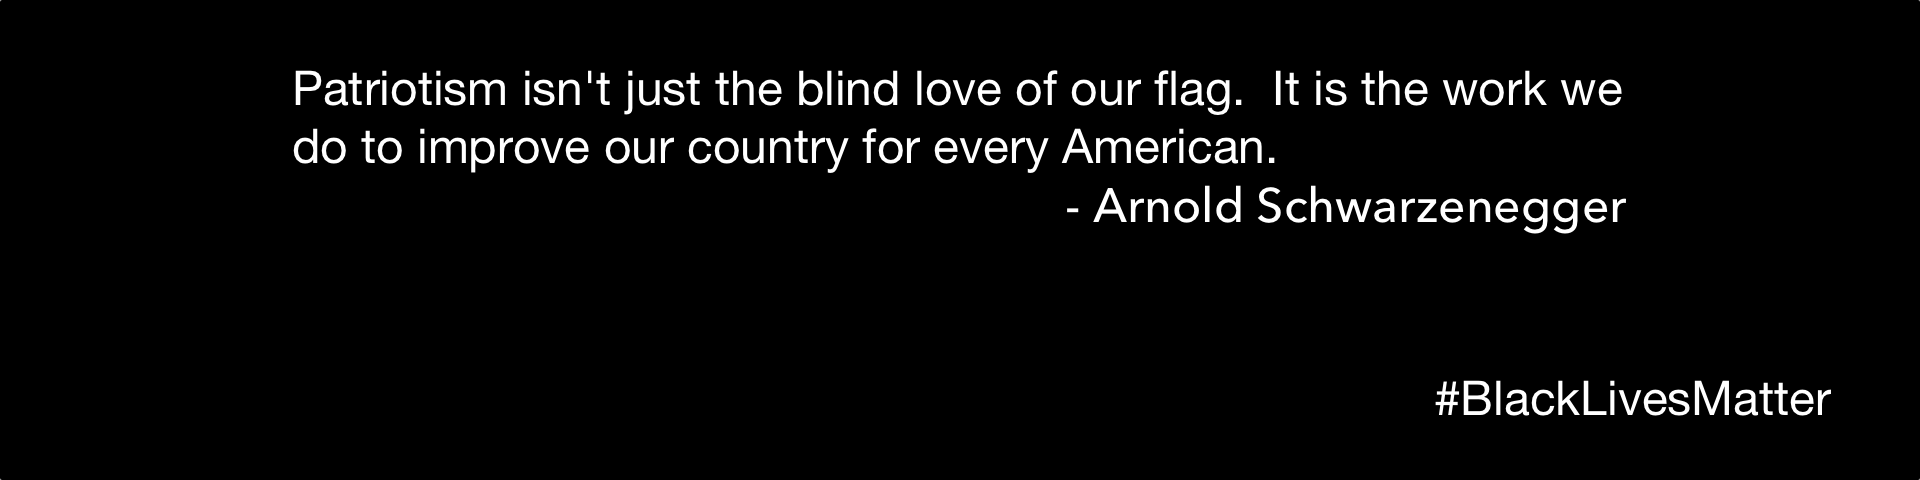 Patriotism isn't just the blind love of our flag.  It is the work we
do to improve our country for every American.
- Arnold Schwarzenegger
#BlackLivesMatter